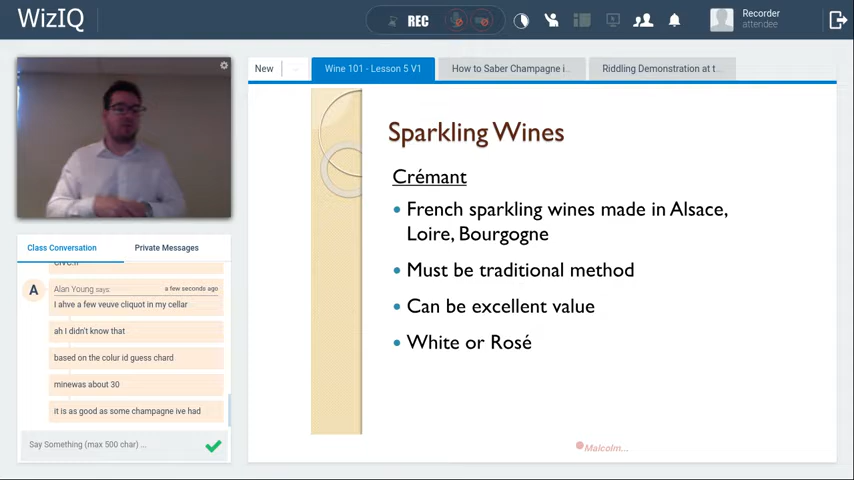 WizIQ
REC
Recorder
attendee
New
Wine 101 - Lesson 5 V1
How to Saber Champagne i...
Riddling Demonstration at t...
Sparkling Wines
Crémant
• French sparkling wines made in Alsace,
Loire, Bourgogne
• Must be traditional method
• Can be excellent value
• White or Rosé
Malcolm...
Class Conversation
Private Messages
A
Alan Young says:
a few seconds ago
I ahve a few veuve cliquot in my cellar
ah I didn't know that
based on the colur id guess chard
minewas about 30
it is as good as some champagne ive had
Say Something (max 500 char) ...